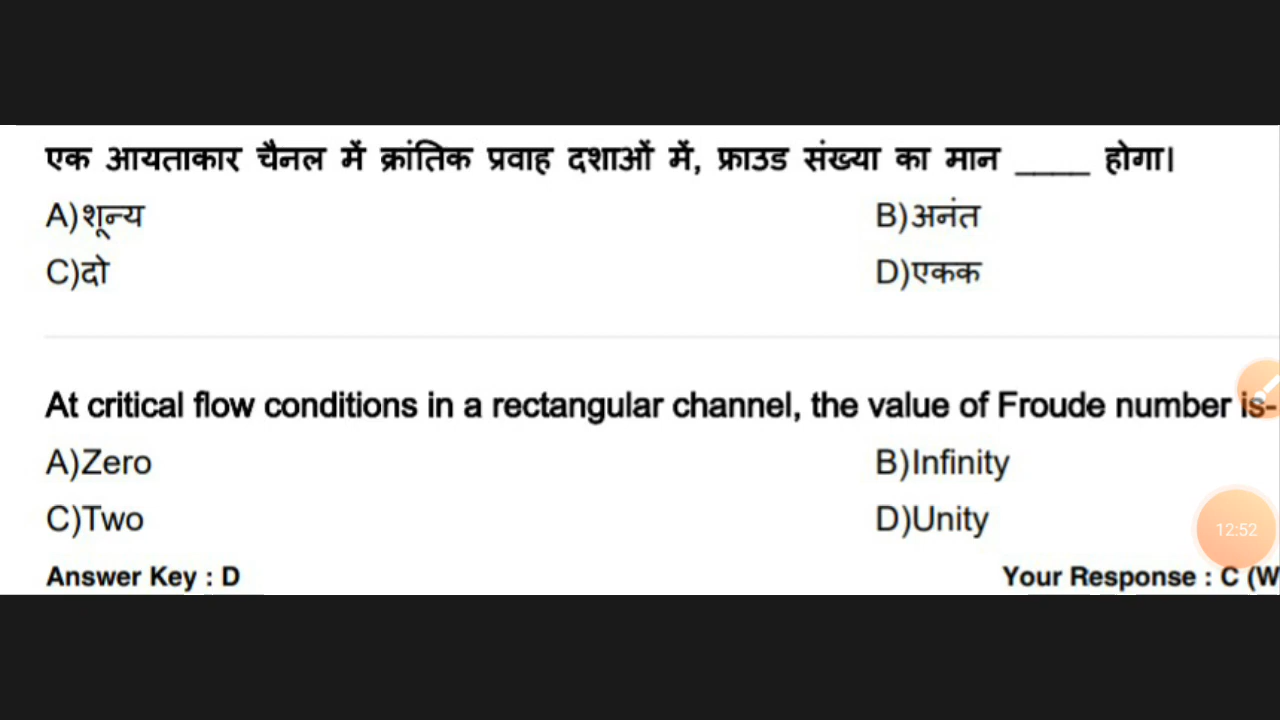 एक आयताकार चैनल में क्रांतिक प्रवाह दशाओं में, फ्राउड संख्या का मान ____ होगा।
A)शून्य B)अनंत
C)दो D)एकक
At critical flow conditions in a rectangular channel, the value of Froude number is-
A)Zero B)Infinity
C)Two D)Unity
12:52
Answer Key : D Your Response : C (W